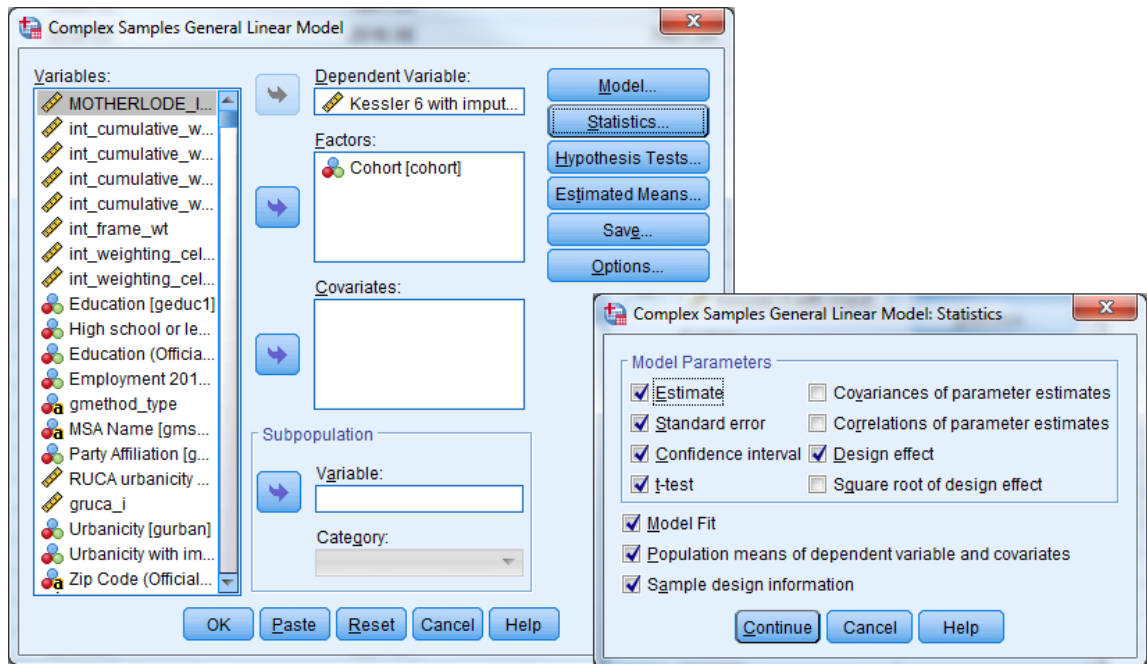 Complex Samples General Linear Model
Variables:
MOTHERLODE_I...
int_cumulative_w...
int_cumulative_w...
int_cumulative_w...
int_cumulative_w...
int_frame_wt
int_weighting_cel...
int_weighting_cel...
Education [geduc1]
High school or le...
Education (Officia...
Employment 201...
gmethod_type
MSA Name [gms...
Party Affiliation [g...
RUCA urbanicity ...
gruca_i
Urbanicity [gurban]
Urbanicity with im...
Zip Code (Official...
Dependent Variable:
Kessler 6 with imput...
Factors:
Cohort [cohort]
Covariates:
Subpopulation
Variable:
Category:
Model...
Statistics...
Hypothesis Tests...
Estimated Means...
Save...
Options...
OK Paste Reset Cancel Help
Complex Samples General Linear Model: Statistics
Model Parameters
Estimate Covariances of parameter estimates
Standard error Correlations of parameter estimates
Confidence interval Design effect
t-test Square root of design effect
Model Fit
Population means of dependent variable and covariates
Sample design information
Continue Cancel Help